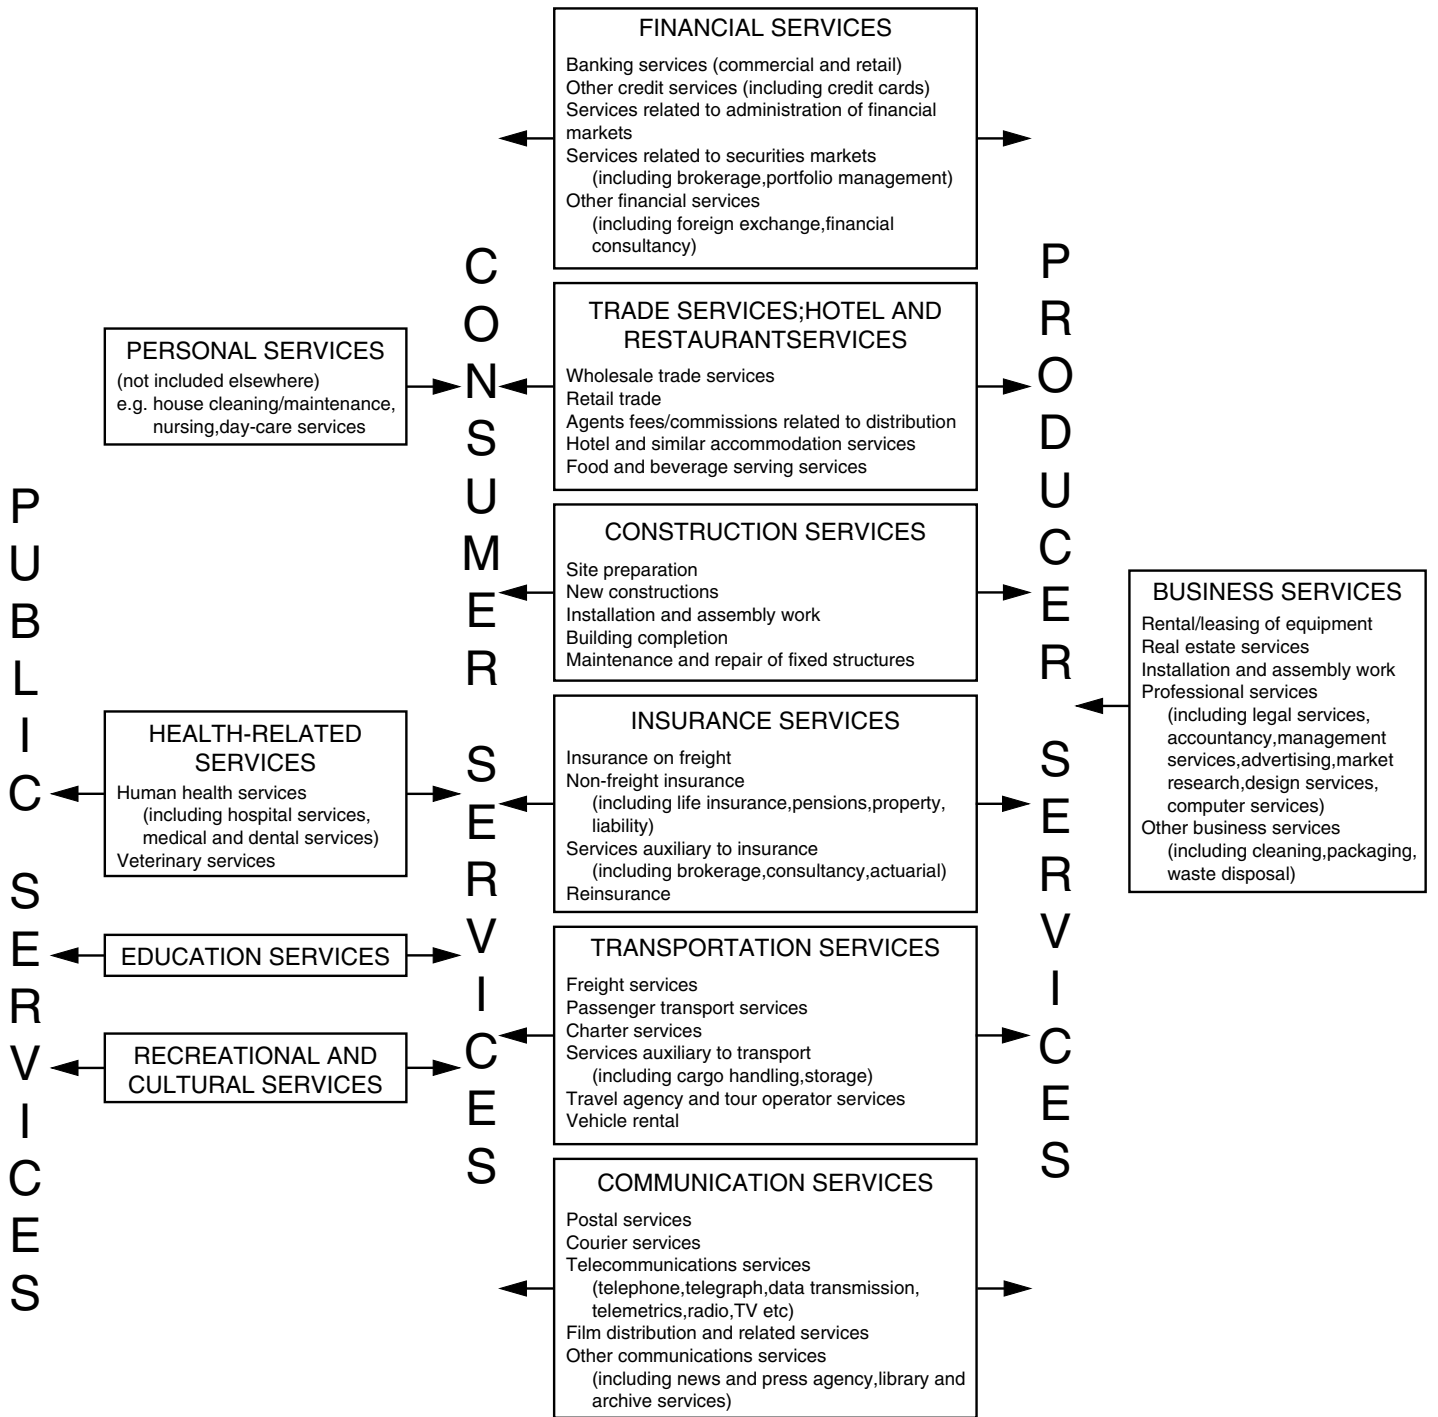 PUBLIC SERVICES
PERSONAL SERVICES
(not included elsewhere)
e.g. house cleaning/maintenance,
nursing,day-care services
HEALTH-RELATED
SERVICES
Human health services
(including hospital services,
medical and dental services)
Veterinary services
EDUCATION SERVICES
RECREATIONAL AND
CULTURAL SERVICES
CONSUMER SERVICES
FINANCIAL SERVICES
Banking services (commercial and retail)
Other credit services (including credit cards)
Services related to administration of financial
markets
Services related to securities markets
(including brokerage,portfolio management)
Other financial services
(including foreign exchange,financial
consultancy)
TRADE SERVICES;HOTEL AND
RESTAURANTSERVICES
Wholesale trade services
Retail trade
Agents fees/commissions related to distribution
Hotel and similar accommodation services
Food and beverage serving services
CONSTRUCTION SERVICES
Site preparation
New constructions
Installation and assembly work
Building completion
Maintenance and repair of fixed structures
INSURANCE SERVICES
Insurance on freight
Non-freight insurance
(including life insurance,pensions,property,
liability)
Services auxiliary to insurance
(including brokerage,consultancy,actuarial)
Reinsurance
TRANSPORTATION SERVICES
Freight services
Passenger transport services
Charter services
Services auxiliary to transport
(including cargo handling,storage)
Travel agency and tour operator services
Vehicle rental
COMMUNICATION SERVICES
Postal services
Courier services
Telecommunications services
(telephone,telegraph,data transmission,
telemetrics,radio,TV etc)
Film distribution and related services
Other communications services
(including news and press agency,library and
archive services)
PRODUCER SERVICES
BUSINESS SERVICES
Rental/leasing of equipment
Real estate services
Installation and assembly work
Professional services
(including legal services,
accountancy,management
services,advertising,market
research,design services,
computer services)
Other business services
(including cleaning,packaging,
waste disposal)